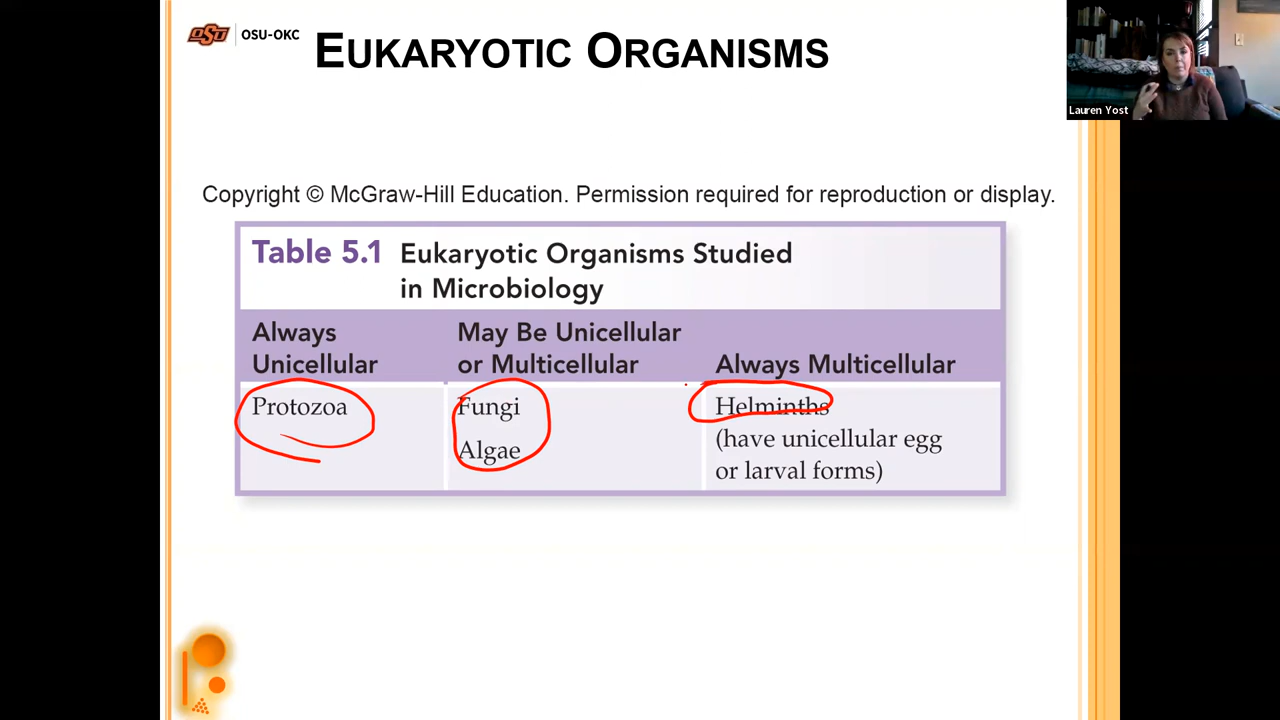 OSU OSU-OKC
EUKARYOTIC ORGANISMS
Lauren Yost
Copyright © McGraw-Hill Education. Permission required for reproduction or display.
Table 5.1 Eukaryotic Organisms Studied
in Microbiology
Always
Unicellular
May Be Unicellular
or Multicellular
Always Multicellular
Protozoa
Fungi
Algae
Helminths
(have unicellular egg
or larval forms)